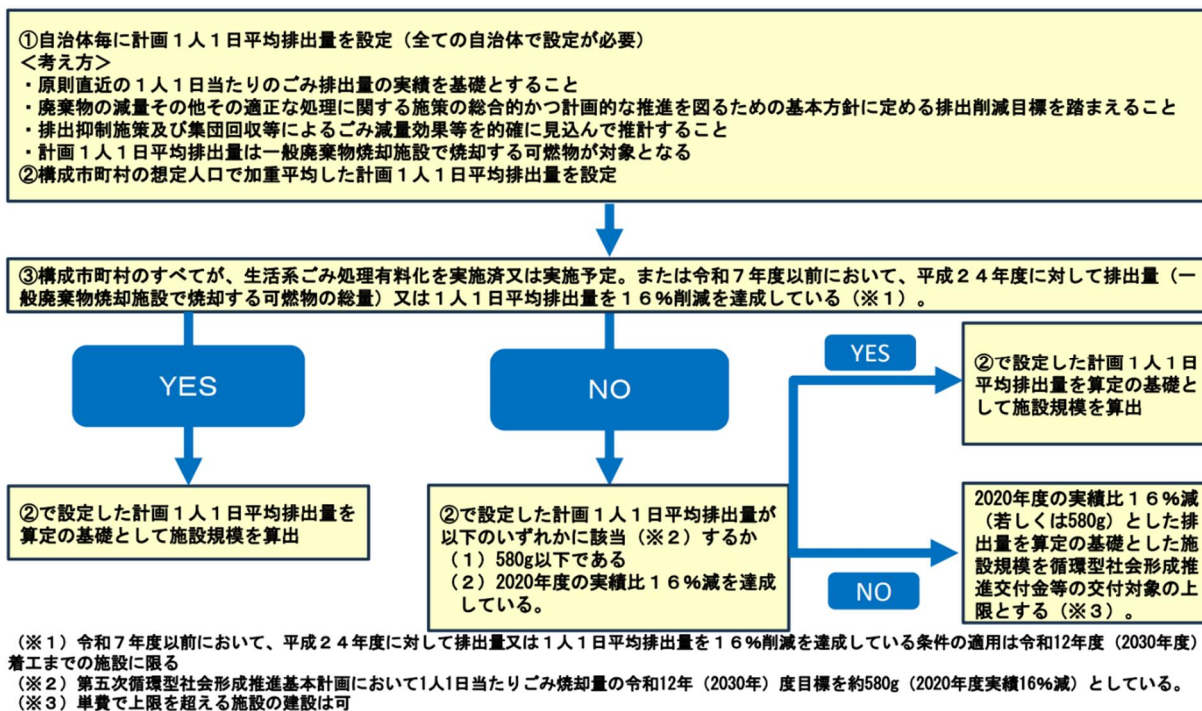 ①自治体毎に計画１人１日平均排出量を設定（全ての自治体で設定が必要）
＜考え方＞
・原則直近の１人１日当たりのごみ排出量の実績を基礎とすること
・廃棄物の減量その他その適正な処理に関する施策の総合的かつ計画的な推進を図るための基本方針に定める排出削減目標を踏まえること
・排出抑制施策及び集団回収等によるごみ減量効果等を的確に見込んで推計すること
・計画１人１日平均排出量は一般廃棄物焼却施設で焼却する可燃物が対象となる
②構成市町村の想定人口で加重平均した計画１人１日平均排出量を設定
③構成市町村のすべてが、生活系ごみ処理有料化を実施済又は実施予定。または令和７年度以前において、平成２４年度に対して排出量（一
般廃棄物焼却施設で焼却する可燃物の総量）又は１人１日平均排出量を１６％削減を達成している（※１）。
YES
②で設定した計画１人１日平均排出量を
算定の基礎として施設規模を算出
NO
②で設定した計画１人１日平均排出量が
以下のいずれかに該当（※２）するか
（１）580g以下である
（２）2020年度の実績比１６％減を達成
している。
YES
②で設定した計画１人１日
平均排出量を算定の基礎と
して施設規模を算出
NO
2020年度の実績比１６％減
（若しくは580g）とした排
出量を算定の基礎とした施
設規模を循環型社会形成推
進交付金等の交付対象の上
限とする（※３）。
（※１）令和７年度以前において、平成２４年度に対して排出量又は１人１日平均排出量を１６％削減を達成している条件の適用は令和12年度（2030年度）
着工までの施設に限る
（※２）第五次循環型社会形成推進基本計画において1人1日当たりごみ焼却量の令和12年（2030年）度目標を約580g（2020年度実績16％減）としている。
（※３）単費で上限を超える施設の建設は可